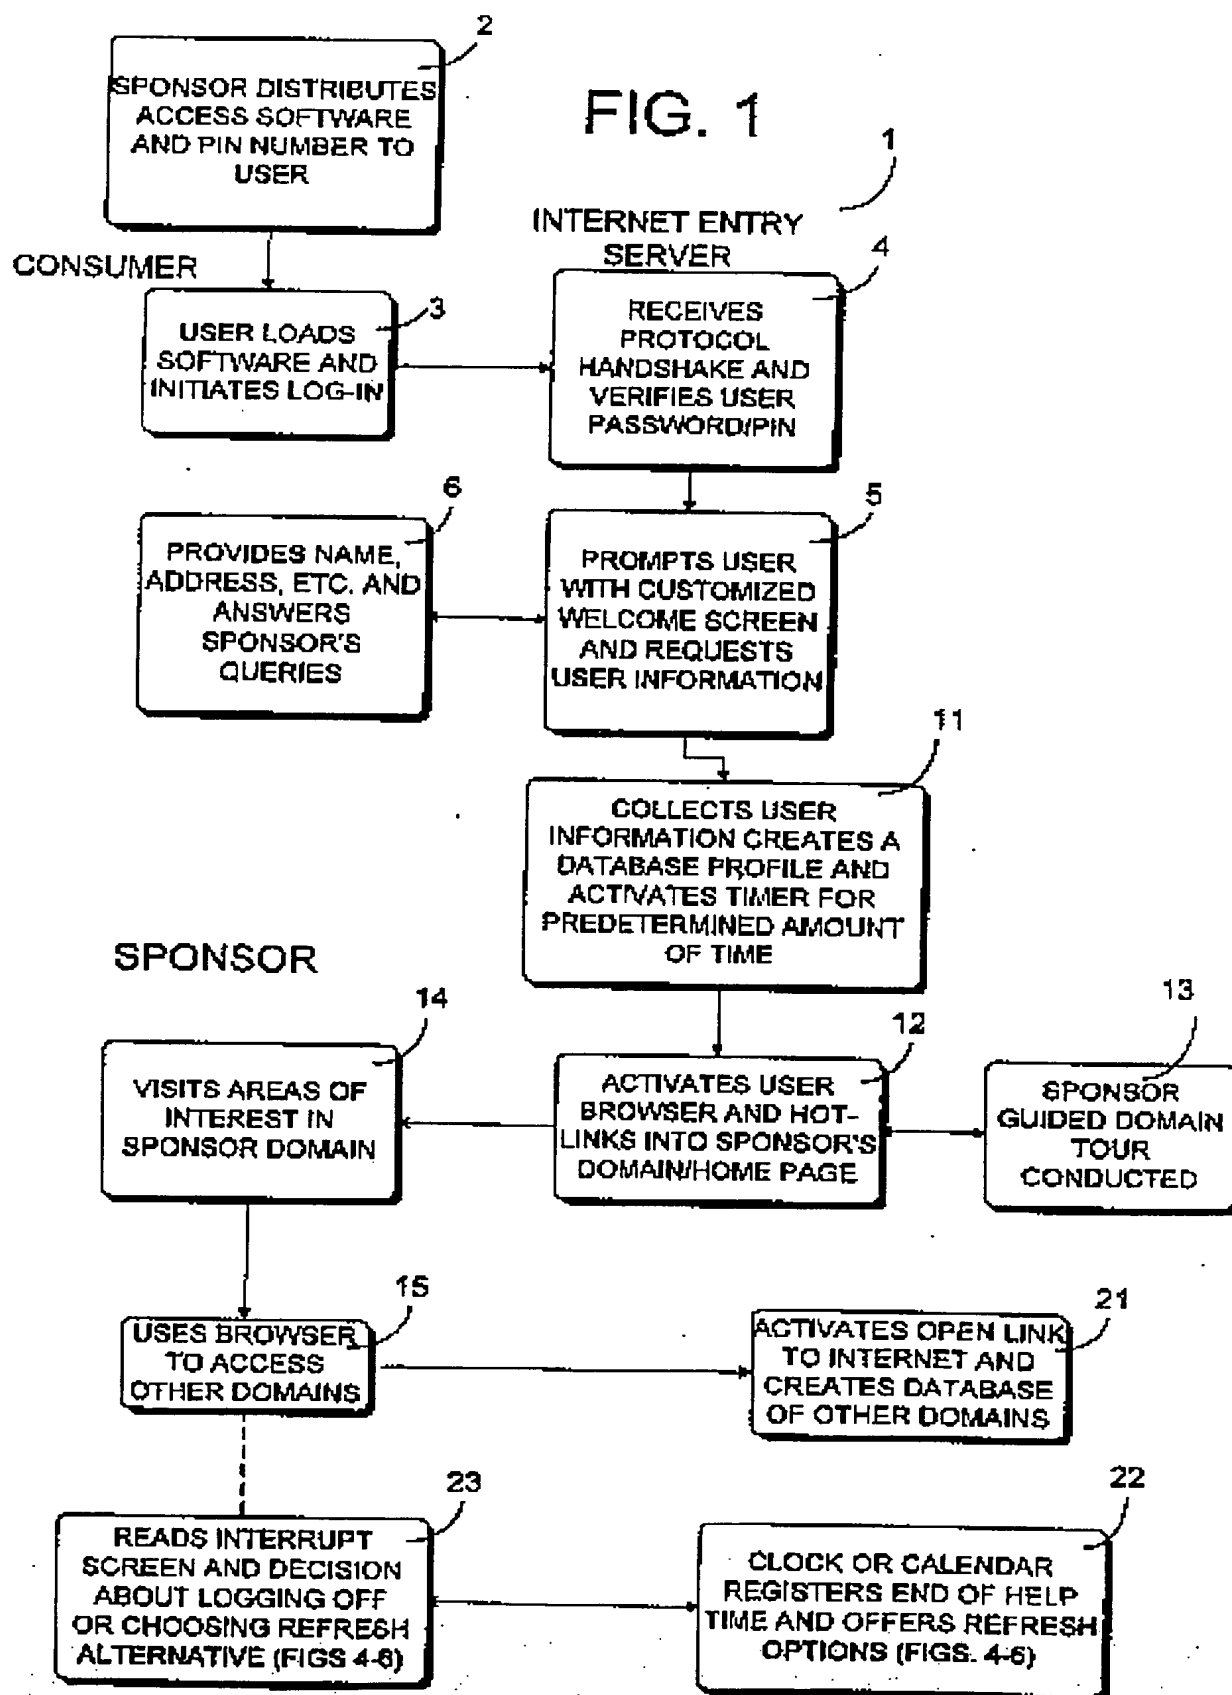 2
SPONSOR DISTRIBUTES
ACCESS SOFTWARE
AND PIN NUMBER TO
USER
FIG. 1
1
INTERNET ENTRY
SERVER
CONSUMER
3
USER LOADS
SOFTWARE AND
INITIATES LOG-IN
4
RECEIVES
PROTOCOL
HANDSHAKE AND
VERIFIES USER
PASSWORD/PIN
6
PROVIDES NAME,
ADDRESS, ETC. AND
ANSWERS
SPONSOR'S
QUERIES
5
PROMPTS USER
WITH CUSTOMIZED
WELCOME SCREEN
AND REQUESTS
USER INFORMATION
11
COLLECTS USER
INFORMATION CREATES A
DATABASE PROFILE AND
ACTIVATES TIMER FOR
PREDETERMINED AMOUNT
OF TIME
SPONSOR
14
VISITS AREAS OF
INTEREST IN
SPONSOR DOMAIN
12
ACTIVATES USER
BROWSER AND HOT-
LINKS INTO SPONSOR'S
DOMAIN/HOME PAGE
13
SPONSOR
GUIDED DOMAIN
TOUR
CONDUCTED
15
USES BROWSER
TO ACCESS
OTHER DOMAINS
21
ACTIVATES OPEN LINK
TO INTERNET AND
CREATES DATABASE
OF OTHER DOMAINS
23
READS INTERRUPT
SCREEN AND DECISION
ABOUT LOGGING OFF
OR CHOOSING REFRESH
ALTERNATIVE (FIGS 4-6)
22
CLOCK OR CALENDAR
REGISTERS END OF HELP
TIME AND OFFERS REFRESH
OPTIONS (FIGS. 4-6)